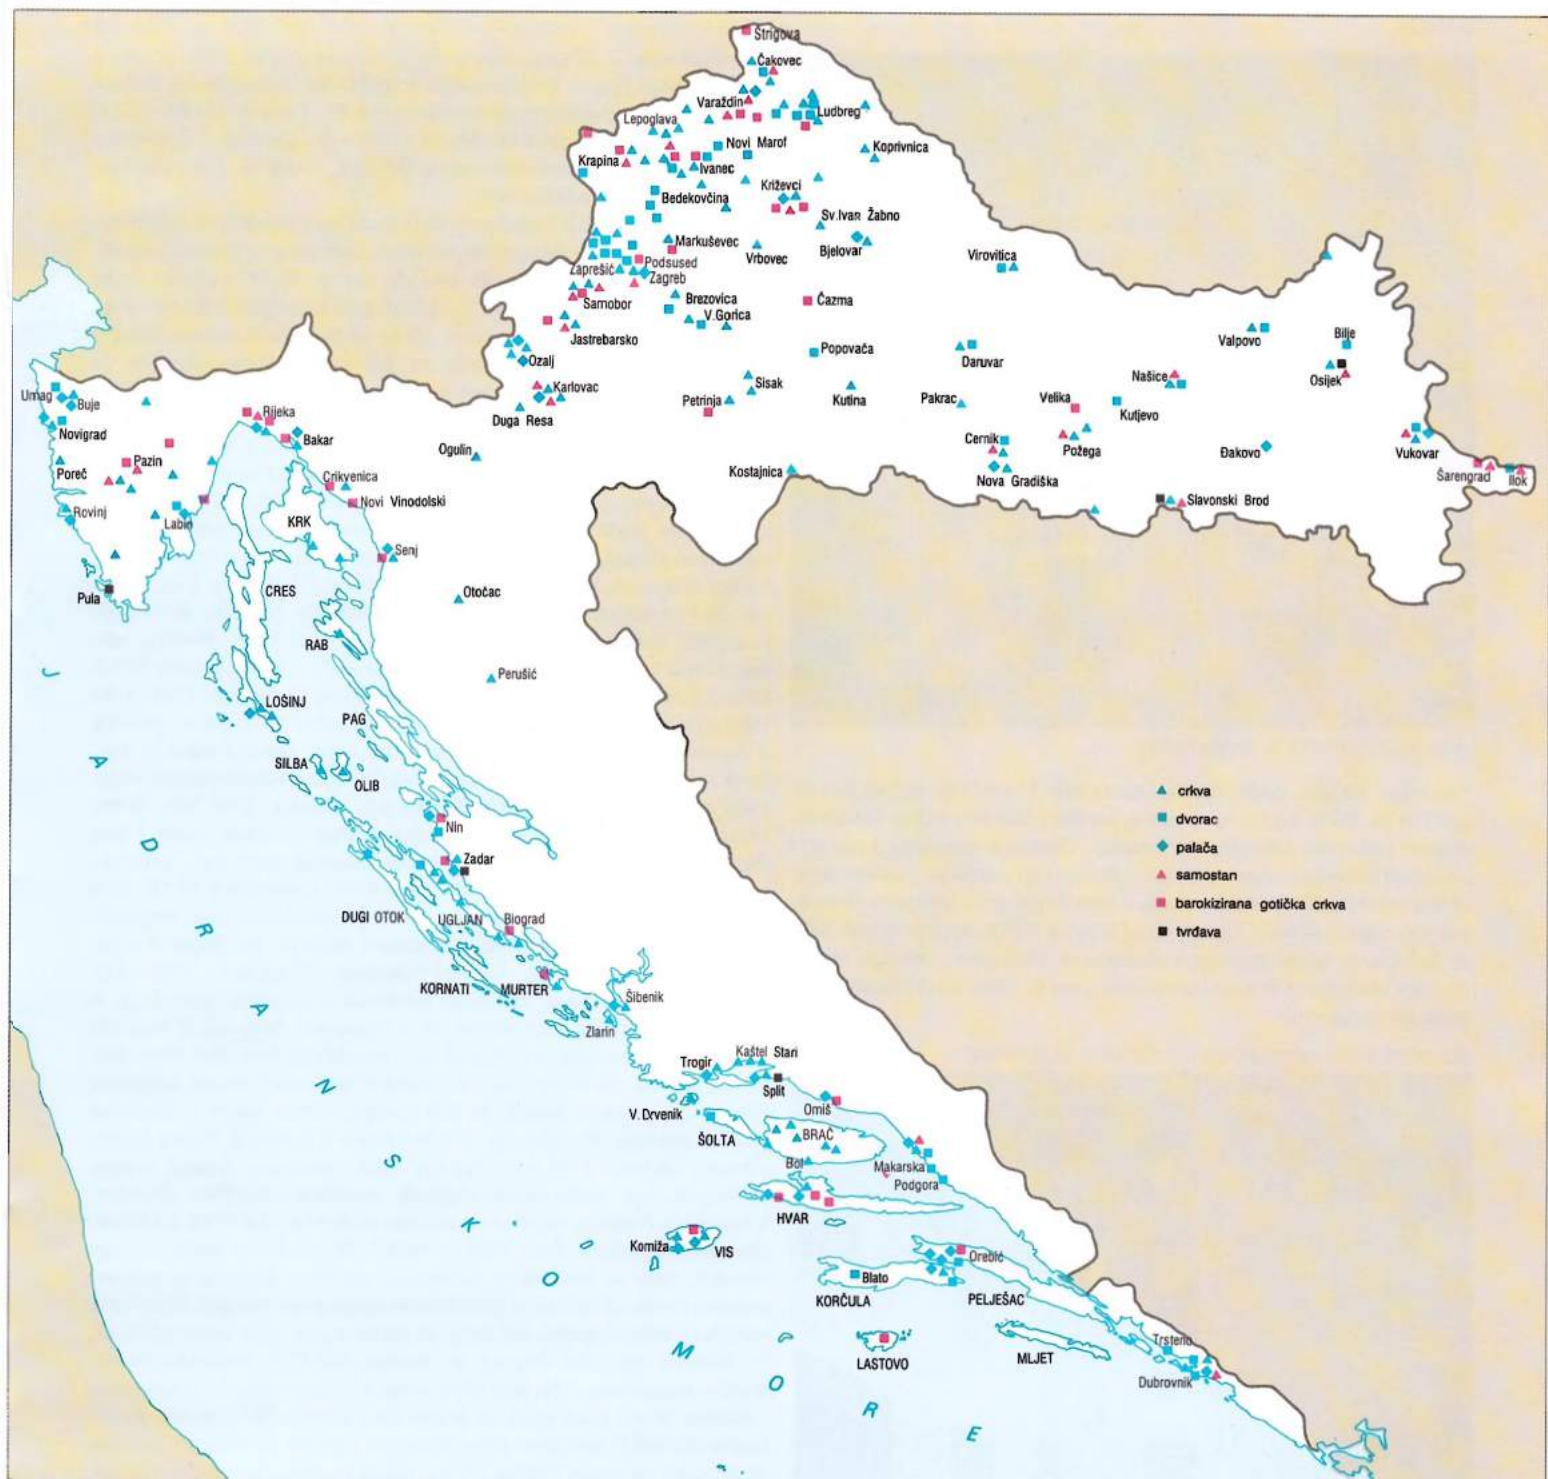 Štrigova
Čakovec
Varaždin
Ludbreg
Lepoglava
Novi Marof
Koprivnica
Krapina
Ivanec
Bedekovčina
Križevci
Sv.Ivar Žabno
Markuševec
Bjelovar
Vrbovec
Virovitica
Podsused
Zaprešić
Zagreb
Samobor
Brezovica
Čazma
V.Gorica
Jastrebarsko
Valpovo
Bilje
Popovača
Ozalj
Daruvar
Osijek
Našice
Sisak
Karlovac
Petrinja
Kutina
Pakrac
Velika
Kutjevo
Duga Resa
Umag
Buje
Rijeka
Novigrad
Bakar
Cernik
Požega
Ogulin
Đakovo
Vukovar
Pazin
Poreč
Kostajnica
Nova Gradiška
Šarengrad
Ilok
Crikvenica
Novi Vinodolski
Slavonski Brod
Rovinj
Labin
KRK
Senj
CRES
Pula
Otočac
RAB
Perušić
LOŠINJ
PAG
SILBA
OLIB
crkva
dvorac
palača
samostan
barokizirana gotička crkva
tvrđava
Nin
Zadar
DUGI OTOK
UGLJAN
Biograd
KORNATI
MURTER
Šibenik
Zlarin
Kaštel Stari
Trogir
Split
V.Drvenik
Omiš
ŠOLTA
BRAČ
Bol
Makarska
Podgora
HVAR
Komiža
VIS
Orebić
Blato
KORČULA
PELJEŠAC
LASTOVO
MLJET
Trsteno
Dubrovnik
JADRANSKO MORE